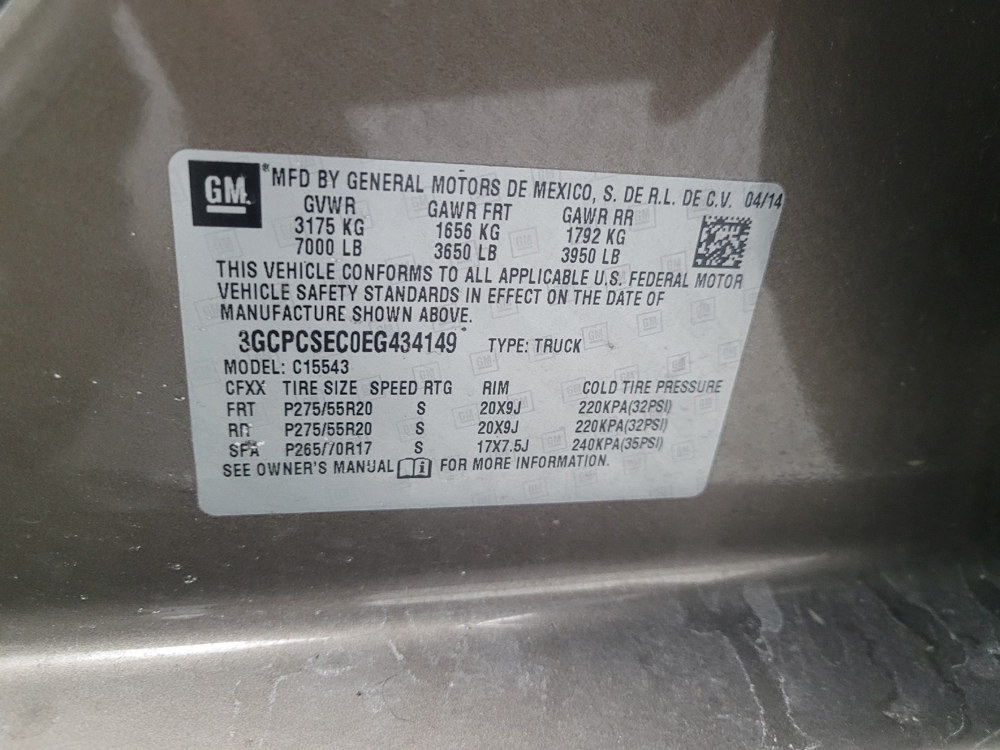 GM
*MFD BY GENERAL MOTORS DE MEXICO, S. DE R.L. DE C.V. 04/14
GVWR GAWR FRT GAWR RR
3175 KG 1656 KG 1792 KG
7000 LB 3650 LB 3950 LB
THIS VEHICLE CONFORMS TO ALL APPLICABLE U.S. FEDERAL MOTOR
VEHICLE SAFETY STANDARDS IN EFFECT ON THE DATE OF
MANUFACTURE SHOWN ABOVE.
3GCPCSEC0EG434149* TYPE: TRUCK
MODEL: C15543
CFXX TIRE SIZE SPEED RTG RIM COLD TIRE PRESSURE
FRT P275/55R20 S 20X9J 220KPA(32PSI)
RR P275/55R20 S 20X9J 220KPA(32PSI)
SPA P265/70R17 S 17X7.5J 240KPA(35PSI)
SEE OWNER'S MANUAL i FOR MORE INFORMATION.